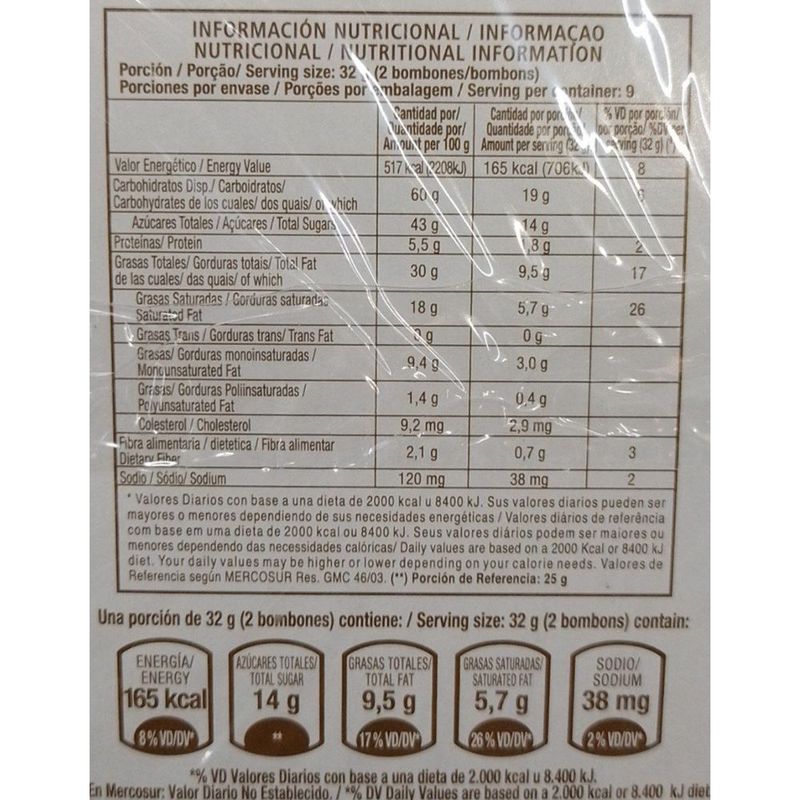 INFORMACIÓN NUTRICIONAL / INFORMAÇAO
NUTRICIONAL / NUTRITIONAL INFORMATION
Porción / Porção/ Serving size: 32 g (2 bombones/bombons)
Porciones por envase / Porções por embalagem / Serving per container: 9
Cantidad por/ Cantidad por % VD por porción/
Quantidade por/ Quantidade por porção/ por porção/ %DV per
Amount per 100 g Amount per serving (32 g) serving (32 g) (*)
Valor Energético / Energy Value 517 kcal (2208kJ) 165 kcal (706kJ) 8
Carbohidratos Disp./ Carboidratos/
Carbohydrates de los cuales/ dos quais/ of which 60 g 19 g 6
Azúcares Totales / Açúcares / Total Sugars 43 g 14 g
Proteínas/ Protein 5,5 g 1,8 g 2
Grasas Totales/ Gorduras totais/ Total Fat
de las cuales/ das quais/ of which 30 g 9,5 g 17
Grasas Saturadas / Gorduras saturadas
Saturated Fat 18 g 5,7 g 26
Grasas Trans / Gorduras trans/ Trans Fat 0 g 0 g
Grasas/ Gorduras monoinsaturadas /
Monounsaturated Fat 9,4 g 3,0 g
Grasas/ Gorduras Poliinsaturadas /
Polyunsaturated Fat 1,4 g 0,4 g
Colesterol / Cholesterol 9,2 mg 2,9 mg
Fibra alimentaria / dietetica / Fibra alimentar
Dietary Fiber 2,1 g 0,7 g 3
Sodio / Sódio/ Sodium 120 mg 38 mg 2
* Valores Diarios con base a una dieta de 2000 kcal u 8400 kJ. Sus valores diarios pueden ser
mayores o menores dependiendo de sus necesidades energéticas / Valores diários de referência
com base em uma dieta de 2000 kcal ou 8400 kJ. Seus valores diários podem ser maiores ou
menores dependendo das necessidades calóricas/ Daily values are based on a 2000 Kcal or 8400 kJ
diet. Your daily values may be higher or lower depending on your calorie needs. Valores de
Referencia según MERCOSUR Res. GMC 46/03. (**) Porción de Referencia: 25 g
Una porción de 32 g (2 bombones) contiene: / Serving size: 32 g (2 bombons) contain:
ENERGÍA/ AZÚCARES TOTALES/ GRASAS TOTALES/ GRASAS SATURADAS/ SODIO/
ENERGY TOTAL SUGAR TOTAL FAT SATURATED FAT SODIUM
165 kcal 14 g 9,5 g 5,7 g 38 mg
8% VD/DV* ** 17% VD/DV* 26% VD/DV* 2% VD/DV*
*% VD Valores Diarios con base a una dieta de 2.000 kcal u 8.400 kJ.
En Mercosur: Valor Diario No Establecido. / *% DV Daily Values are based on a 2.000 kcal or 8.400 kJ diet